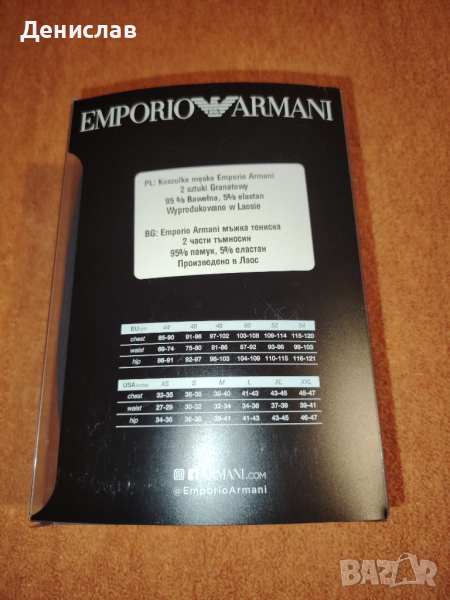 Денислав
EMPORIO ARMANI
PL: Koszulka męska Emporio Armani
2 sztuki Granatowy
95 % Bawełna, 5% elastan
Wyprodukowano w Laosie
BG: Emporio Armani мъжка тениска
2 части тъмносин
95% памук, 5% еластан
Произведено в Лаос
EU cm 44 46 48 50 52 54
chest 85-90 91-96 97-102 103-108 109-114 115-120
waist 69-74 75-80 81-86 87-92 93-98 99-103
hip 86-91 92-97 98-103 104-109 110-115 116-121
USA inches XS S M L XL XXL
chest 33-35 36-38 38-40 41-43 43-45 45-47
waist 27-29 30-32 32-34 34-36 37-39 39-41
hip 34-36 36-38 39-41 41-43 43-45 46-47
ARMANI.COM
@EmporioArmani
BAZAR